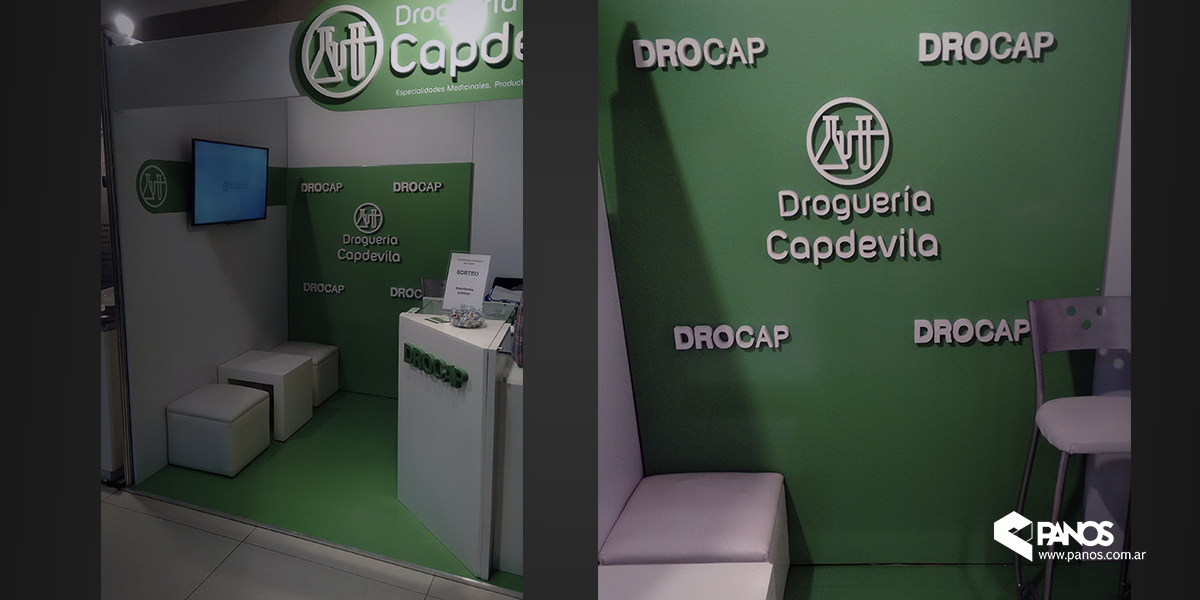 Droguería
Capde
Especialidades Medicinales, Produc
DROCAP
DROCAP
Droguería
Capdevila
DROCAP
DROC
SORTEO
DROCAP
DROCAP
DROCAP
Droguería
Capdevila
DROCAP
DROCAP
PANOS
www.panos.com.ar